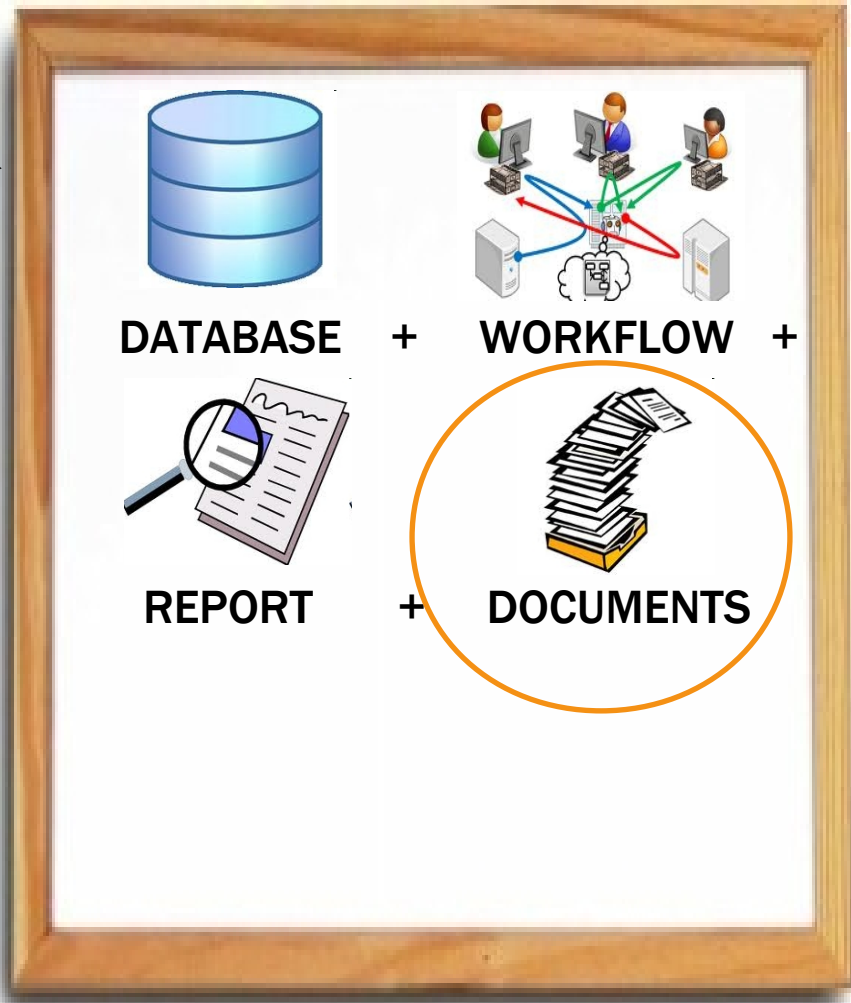 DATABASE + WORKFLOW +
REPORT + DOCUMENTS